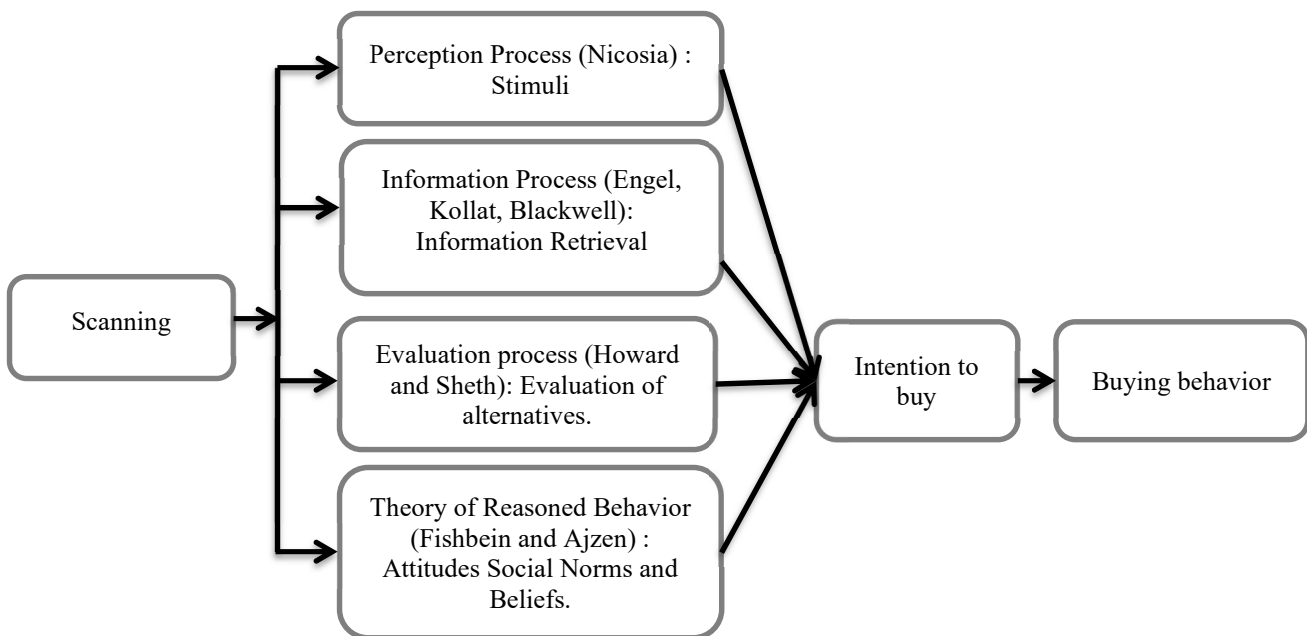 Perception Process (Nicosia) :
Stimuli
Information Process (Engel,
Kollat, Blackwell):
Information Retrieval
Scanning
Evaluation process (Howard
and Sheth): Evaluation of
alternatives.
Theory of Reasoned Behavior
(Fishbein and Ajzen) :
Attitudes Social Norms and
Beliefs.
Intention to
buy
Buying behavior